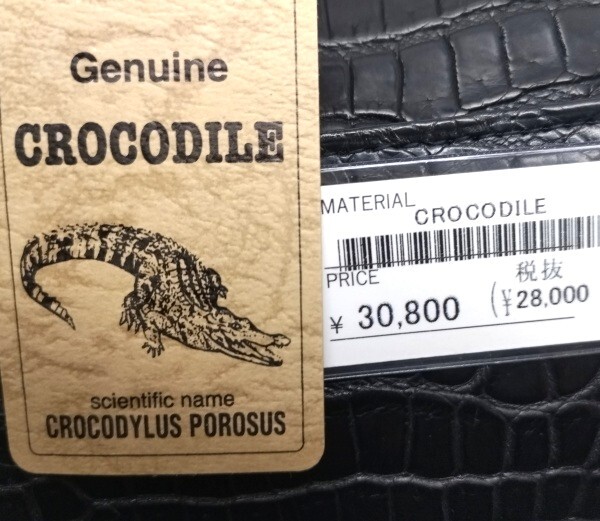 Genuine
CROCODILE
scientific name
CROCODYLUS POROSUS
MATERIAL CROCODILE
PRICE 税抜
¥ 30,800 (¥28,000